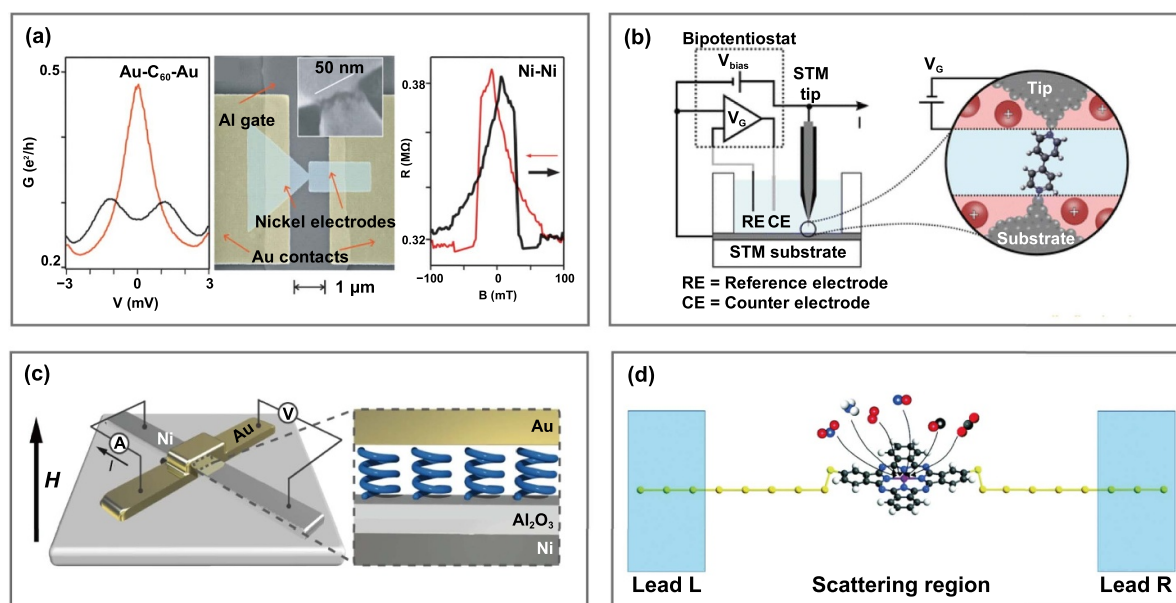 (a)
Au-C₆₀-Au
0.5
G (e²/h)
0.2
−3
0
3
V (mV)
50 nm
Al gate
Nickel electrodes
Au contacts
1 μm
Ni-Ni
0.38
R (MΩ)
0.32
−100
0
100
B (mT)
(b)
Bipotentiostat
V_bias
V_G
STM
tip
I
RE CE
STM substrate
RE = Reference electrode
CE = Counter electrode
V_G
Tip
+
+
+
+
Substrate
(c)
H
A
I
Ni
Au
V
Au
Al₂O₃
Ni
(d)
Lead L
Scattering region
Lead R